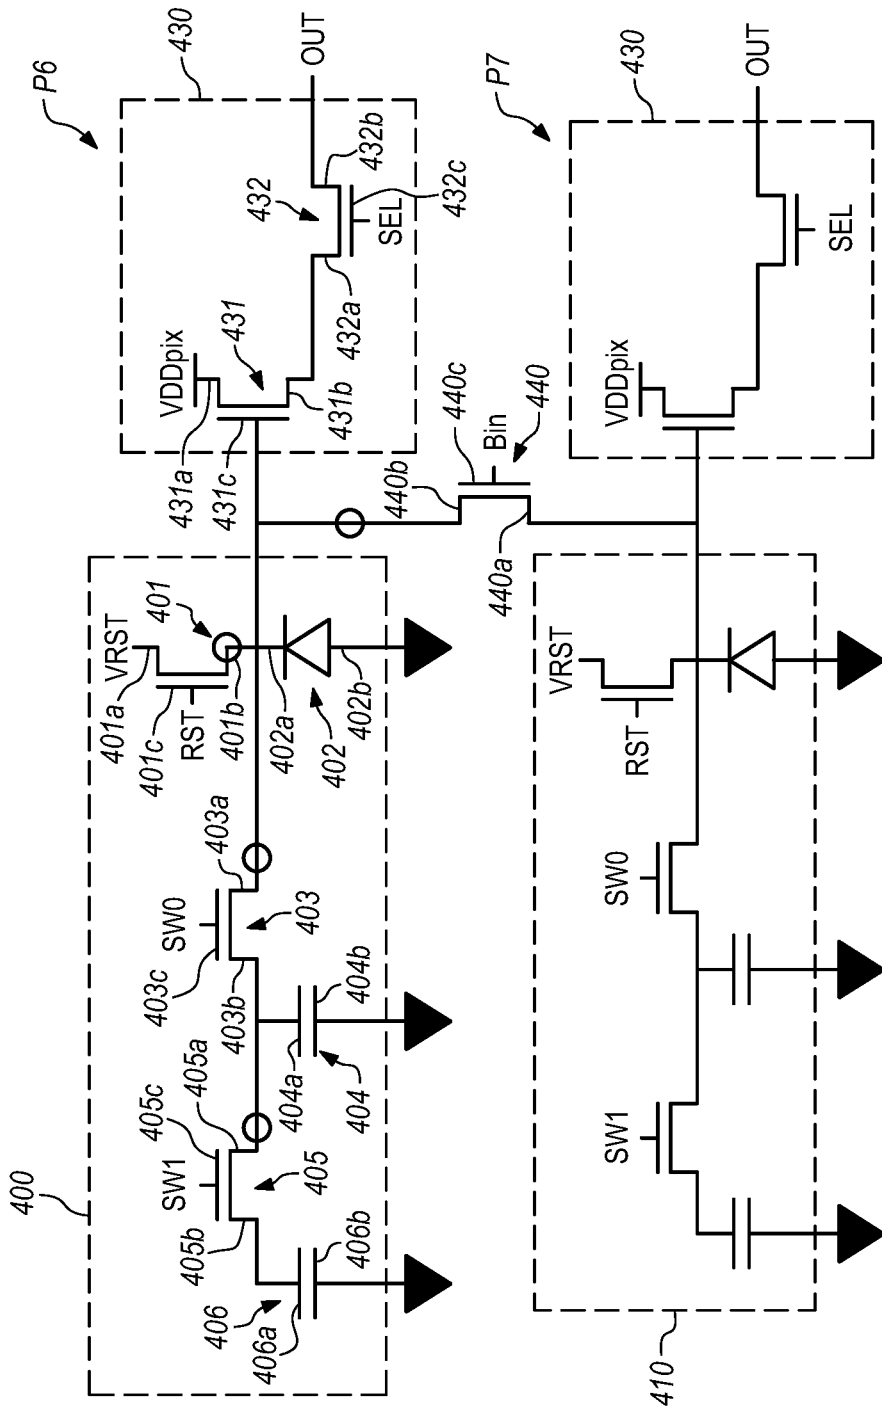 P6
430
OUT
432b
432
432c
SEL
432a
VDDpix
431
431a
431c
431b
P7
430
OUT
SEL
VDDpix
440c
Bin
440
440b
440a
400
VRST
401
401a
401c
RST
401b
402a
402
402b
403a
SW0
403
403c
403b
404b
404a
404
405a
405c
SW1
405
405b
406b
406
406a
VRST
RST
SW0
SW1
410